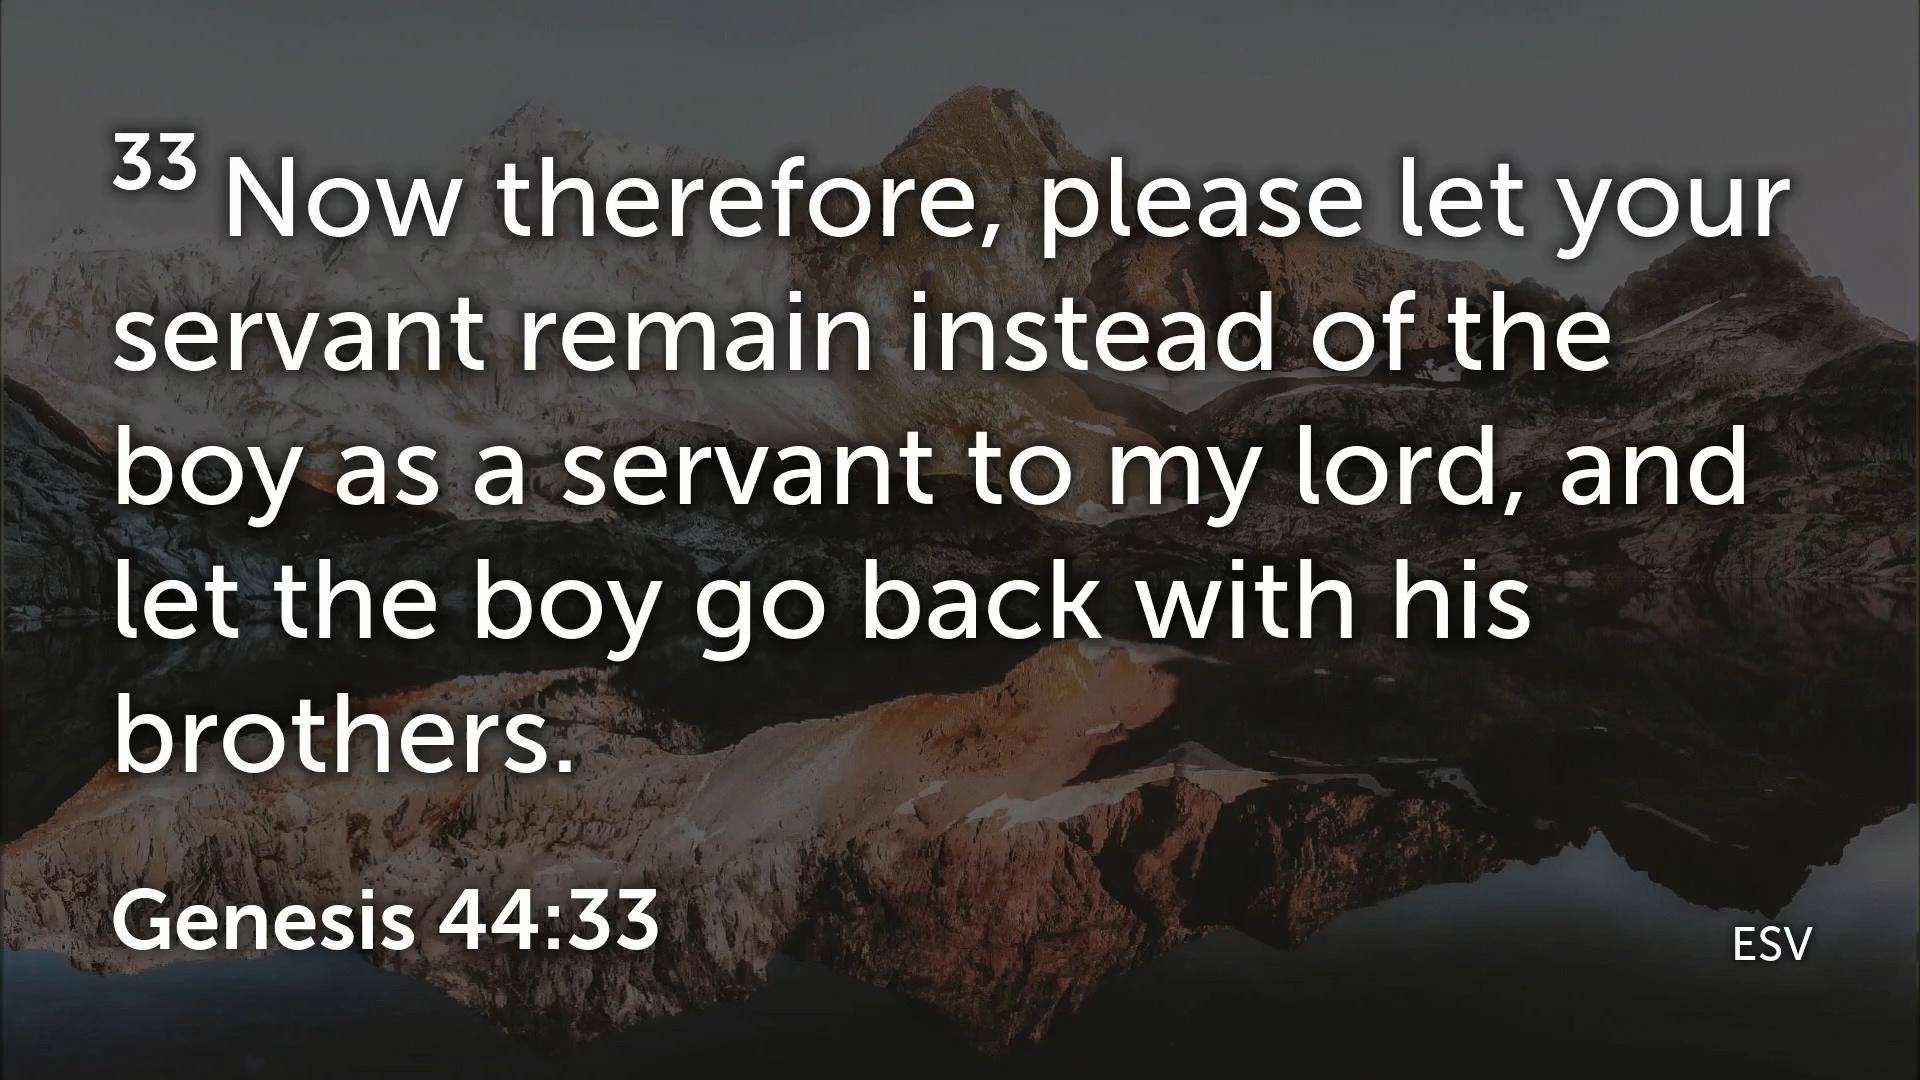 33 Now therefore, please let your
servant remain instead of the
boy as a servant to my lord, and
let the boy go back with his
brothers.
Genesis 44:33
ESV